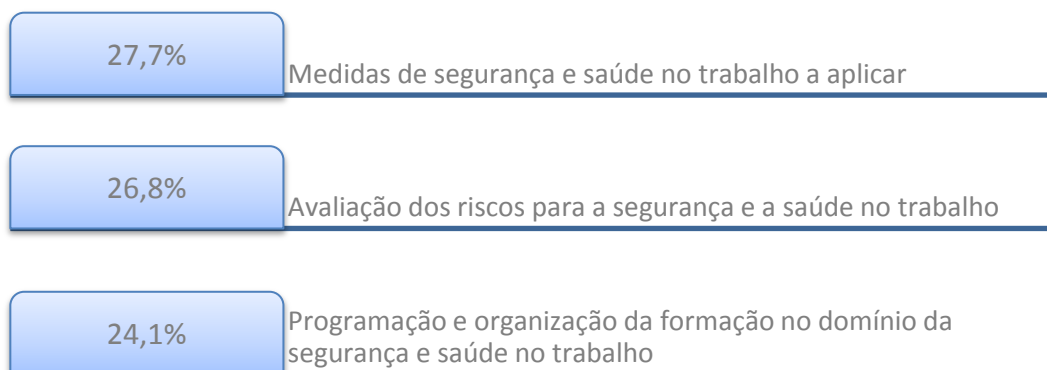 27,7%
Medidas de segurança e saúde no trabalho a aplicar
26,8%
Avaliação dos riscos para a segurança e a saúde no trabalho
24,1%
Programação e organização da formação no domínio da
segurança e saúde no trabalho